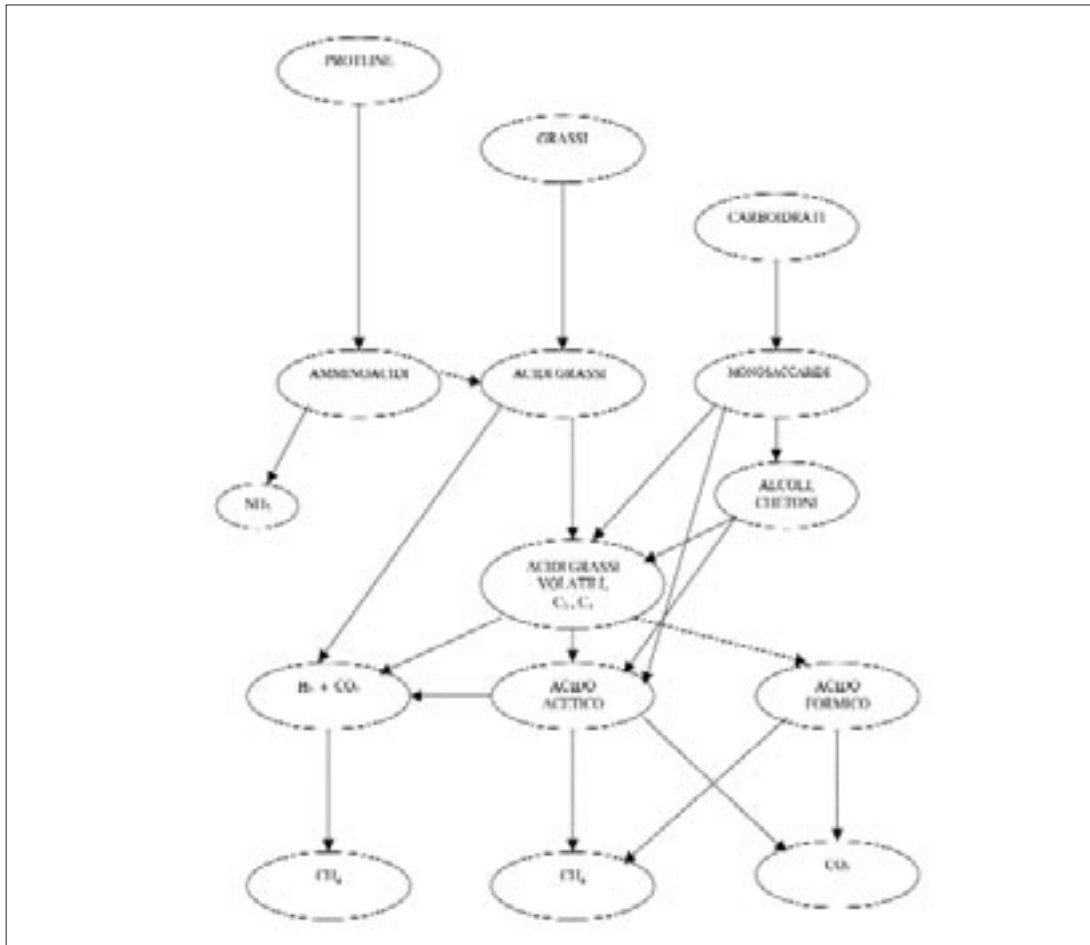 PROTEINE
GRASSI
CARBOIDRATI
AMMINOACIDI
ACIDI GRASSI
MONOSACCARIDI
NH₃
ALCOLI,
CHETONI
ACIDI GRASSI
VOLATILI,
H₂ + CO₂
ACIDO
ACETICO
ACIDO
FORMICO
CH₄
CH₄
CO₂